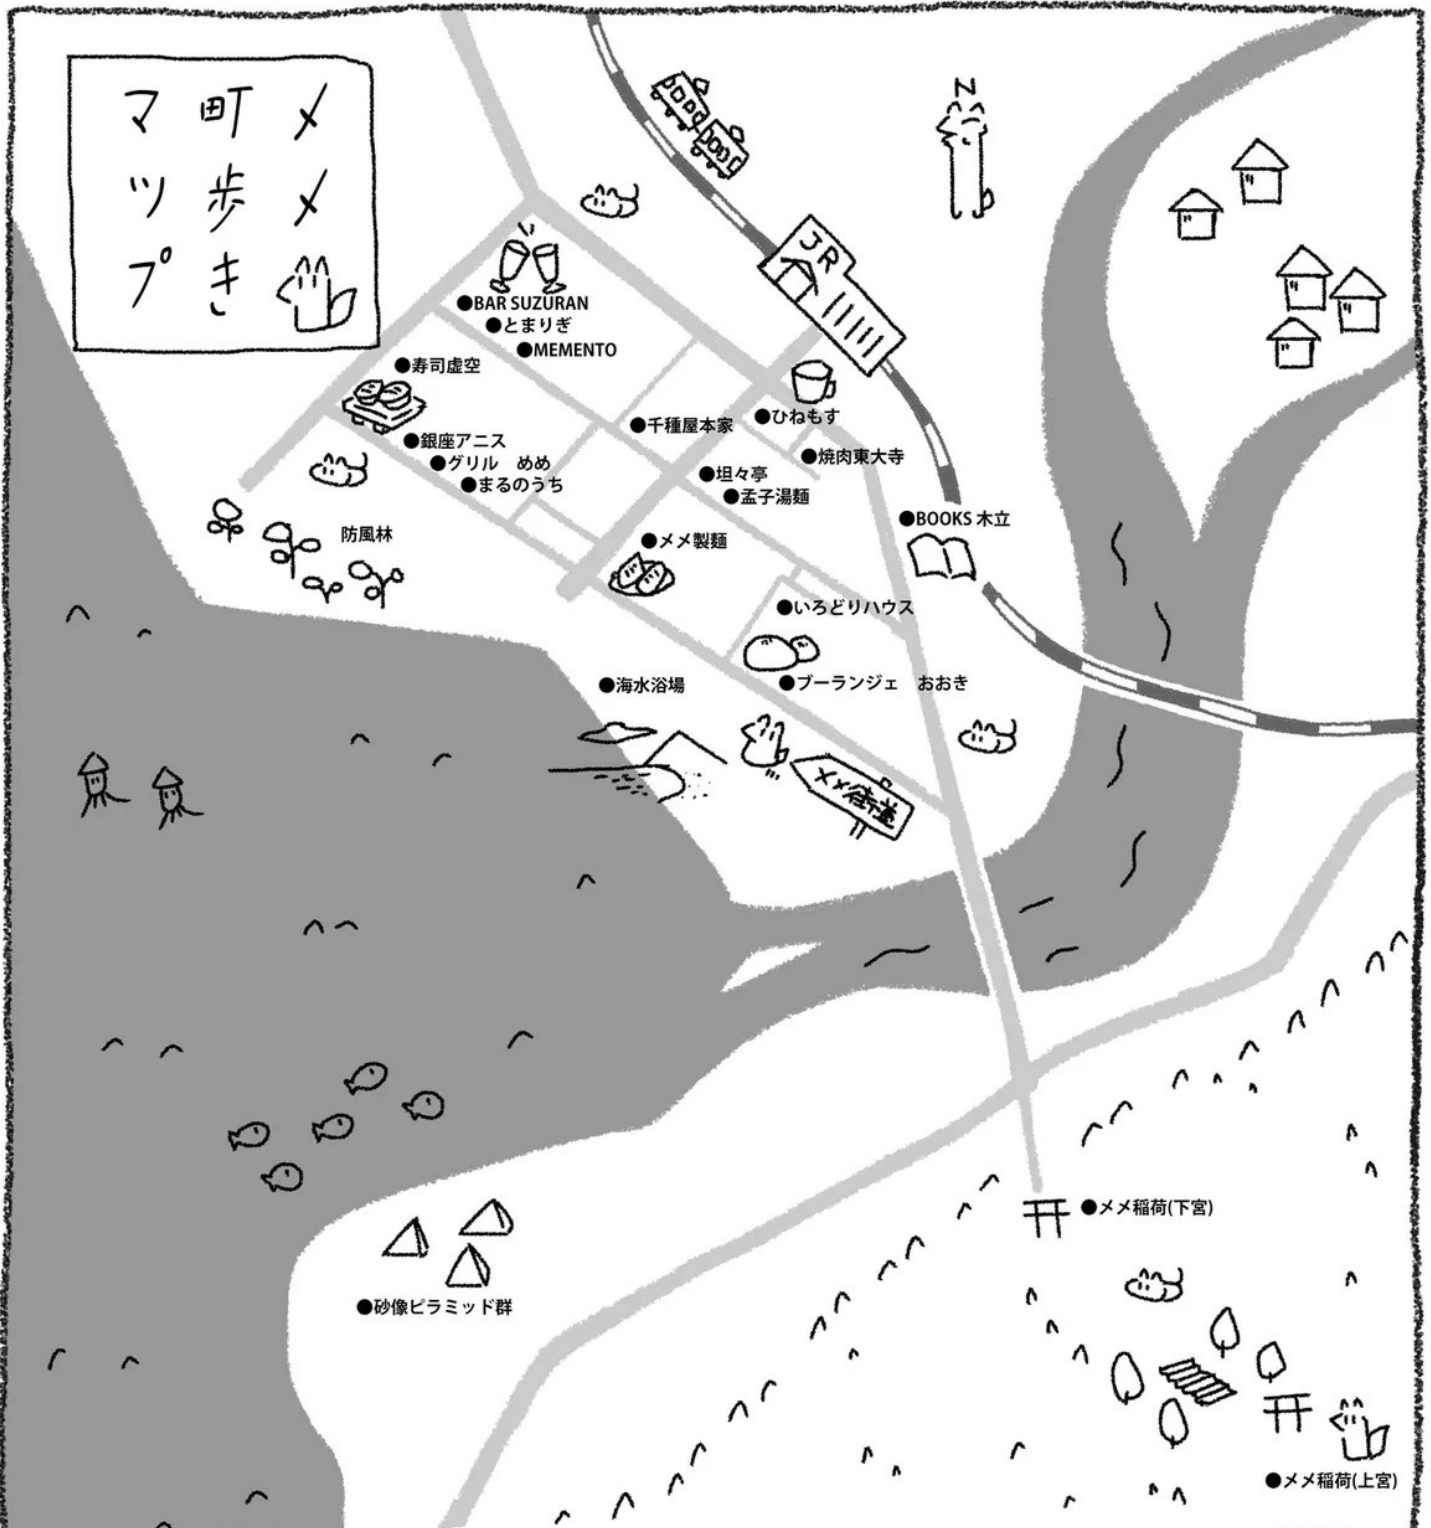 メメ
町歩き
マップ
N
JR
●BAR SUZURAN
●とまりぎ
●MEMENTO
●寿司虚空
●銀座アニス
●グリル　めめ
●まるのうち
防風林
●千種屋本家
●ひねもす
●焼肉東大寺
●坦々亭
●孟子湯麺
●BOOKS 木立
●メメ製麺
●いろどりハウス
●ブーランジェ　おおき
●海水浴場
メメ街道
●メメ稲荷(下宮)
●砂像ピラミッド群
●メメ稲荷(上宮)